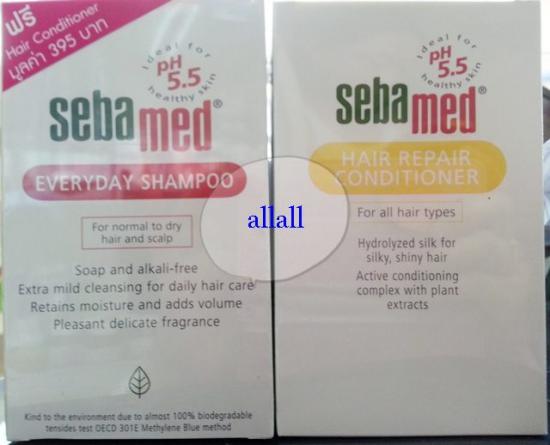 ฟรี
Hair Conditioner
มูลค่า 395 บาท
ideal for
pH
5.5
healthy skin
sebamed®
EVERYDAY SHAMPOO
For normal to dry
hair and scalp
Soap and alkali-free
Extra mild cleansing for daily hair care
Retains moisture and adds volume
Pleasant delicate fragrance
Kind to the environment due to almost 100% biodegradable
tensides test OECD 301E Methylene Blue method
ideal for
pH
5.5
healthy skin
sebamed®
HAIR REPAIR
CONDITIONER
For all hair types
Hydrolyzed silk for
silky, shiny hair
Active conditioning
complex with plant
extracts
allall